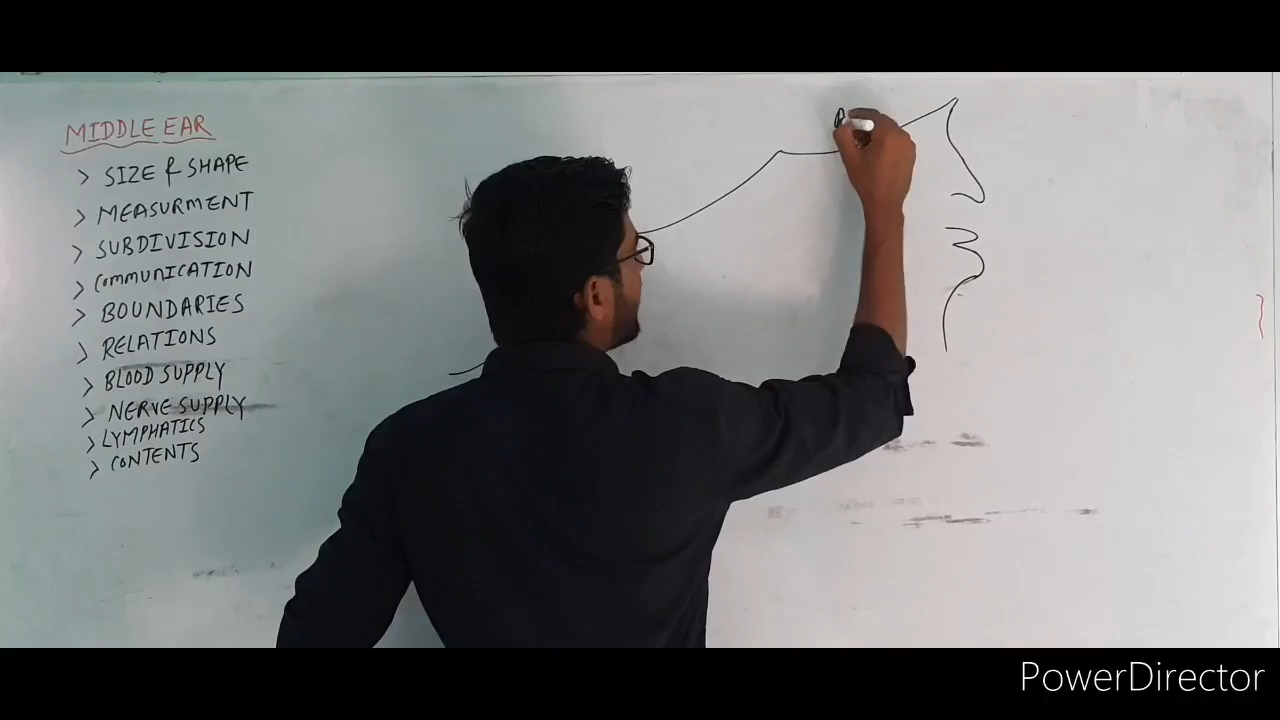 MIDDLE EAR
> SIZE & SHAPE
> MEASURMENT
> SUBDIVISION
> COMMUNICATION
> BOUNDARIES
> RELATIONS
> BLOOD SUPPLY
> NERVE SUPPLY
> LYMPHATICS
> CONTENTS
PowerDirector